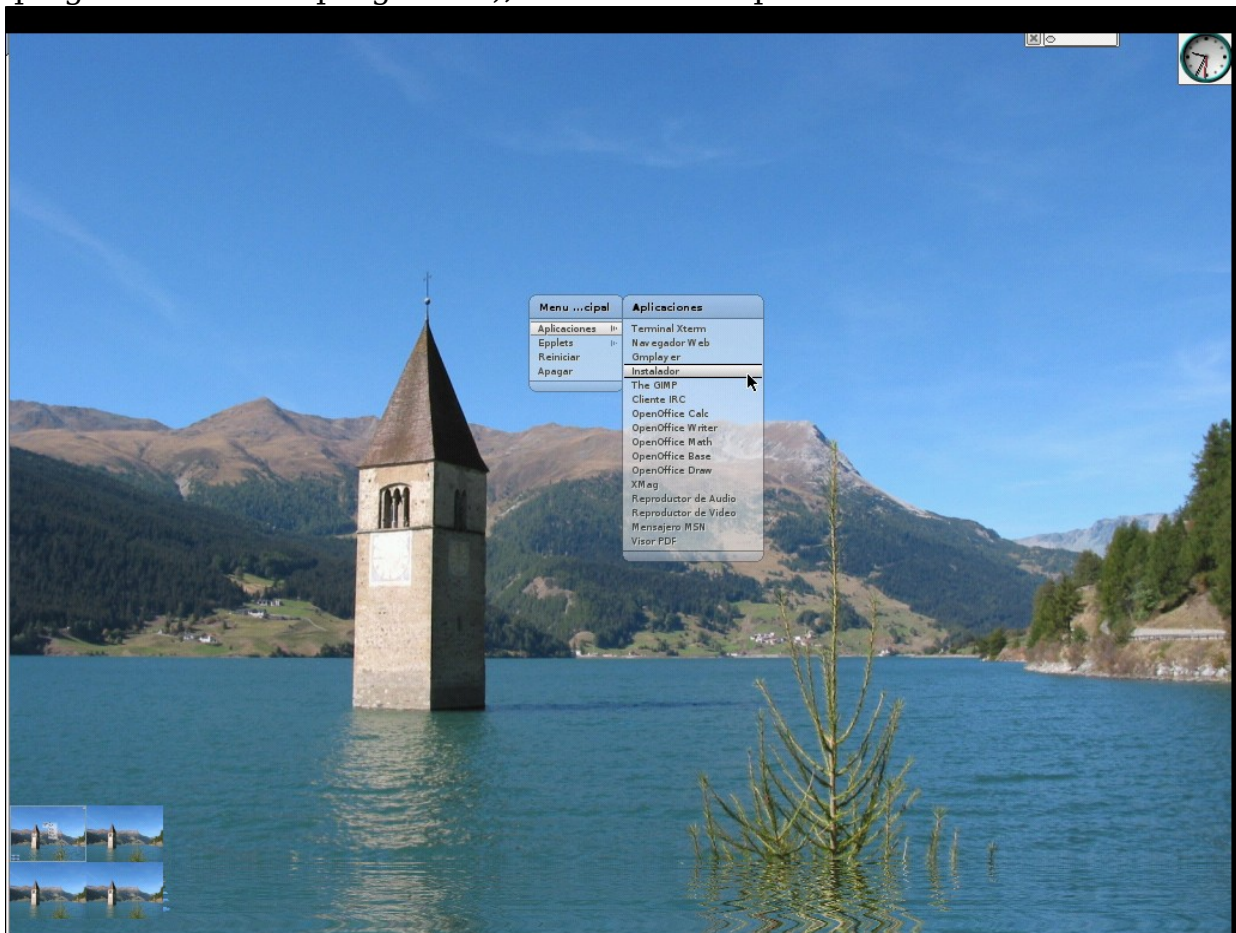 Menu ...cipal
Aplicaciones
Epplets
Reiniciar
Apagar
Aplicaciones
Terminal Xterm
Navegador Web
Gmplayer
Instalador
The GIMP
Cliente IRC
OpenOffice Calc
OpenOffice Writer
OpenOffice Math
OpenOffice Base
OpenOffice Draw
XMag
Reproductor de Audio
Reproductor de Video
Mensajero MSN
Visor PDF